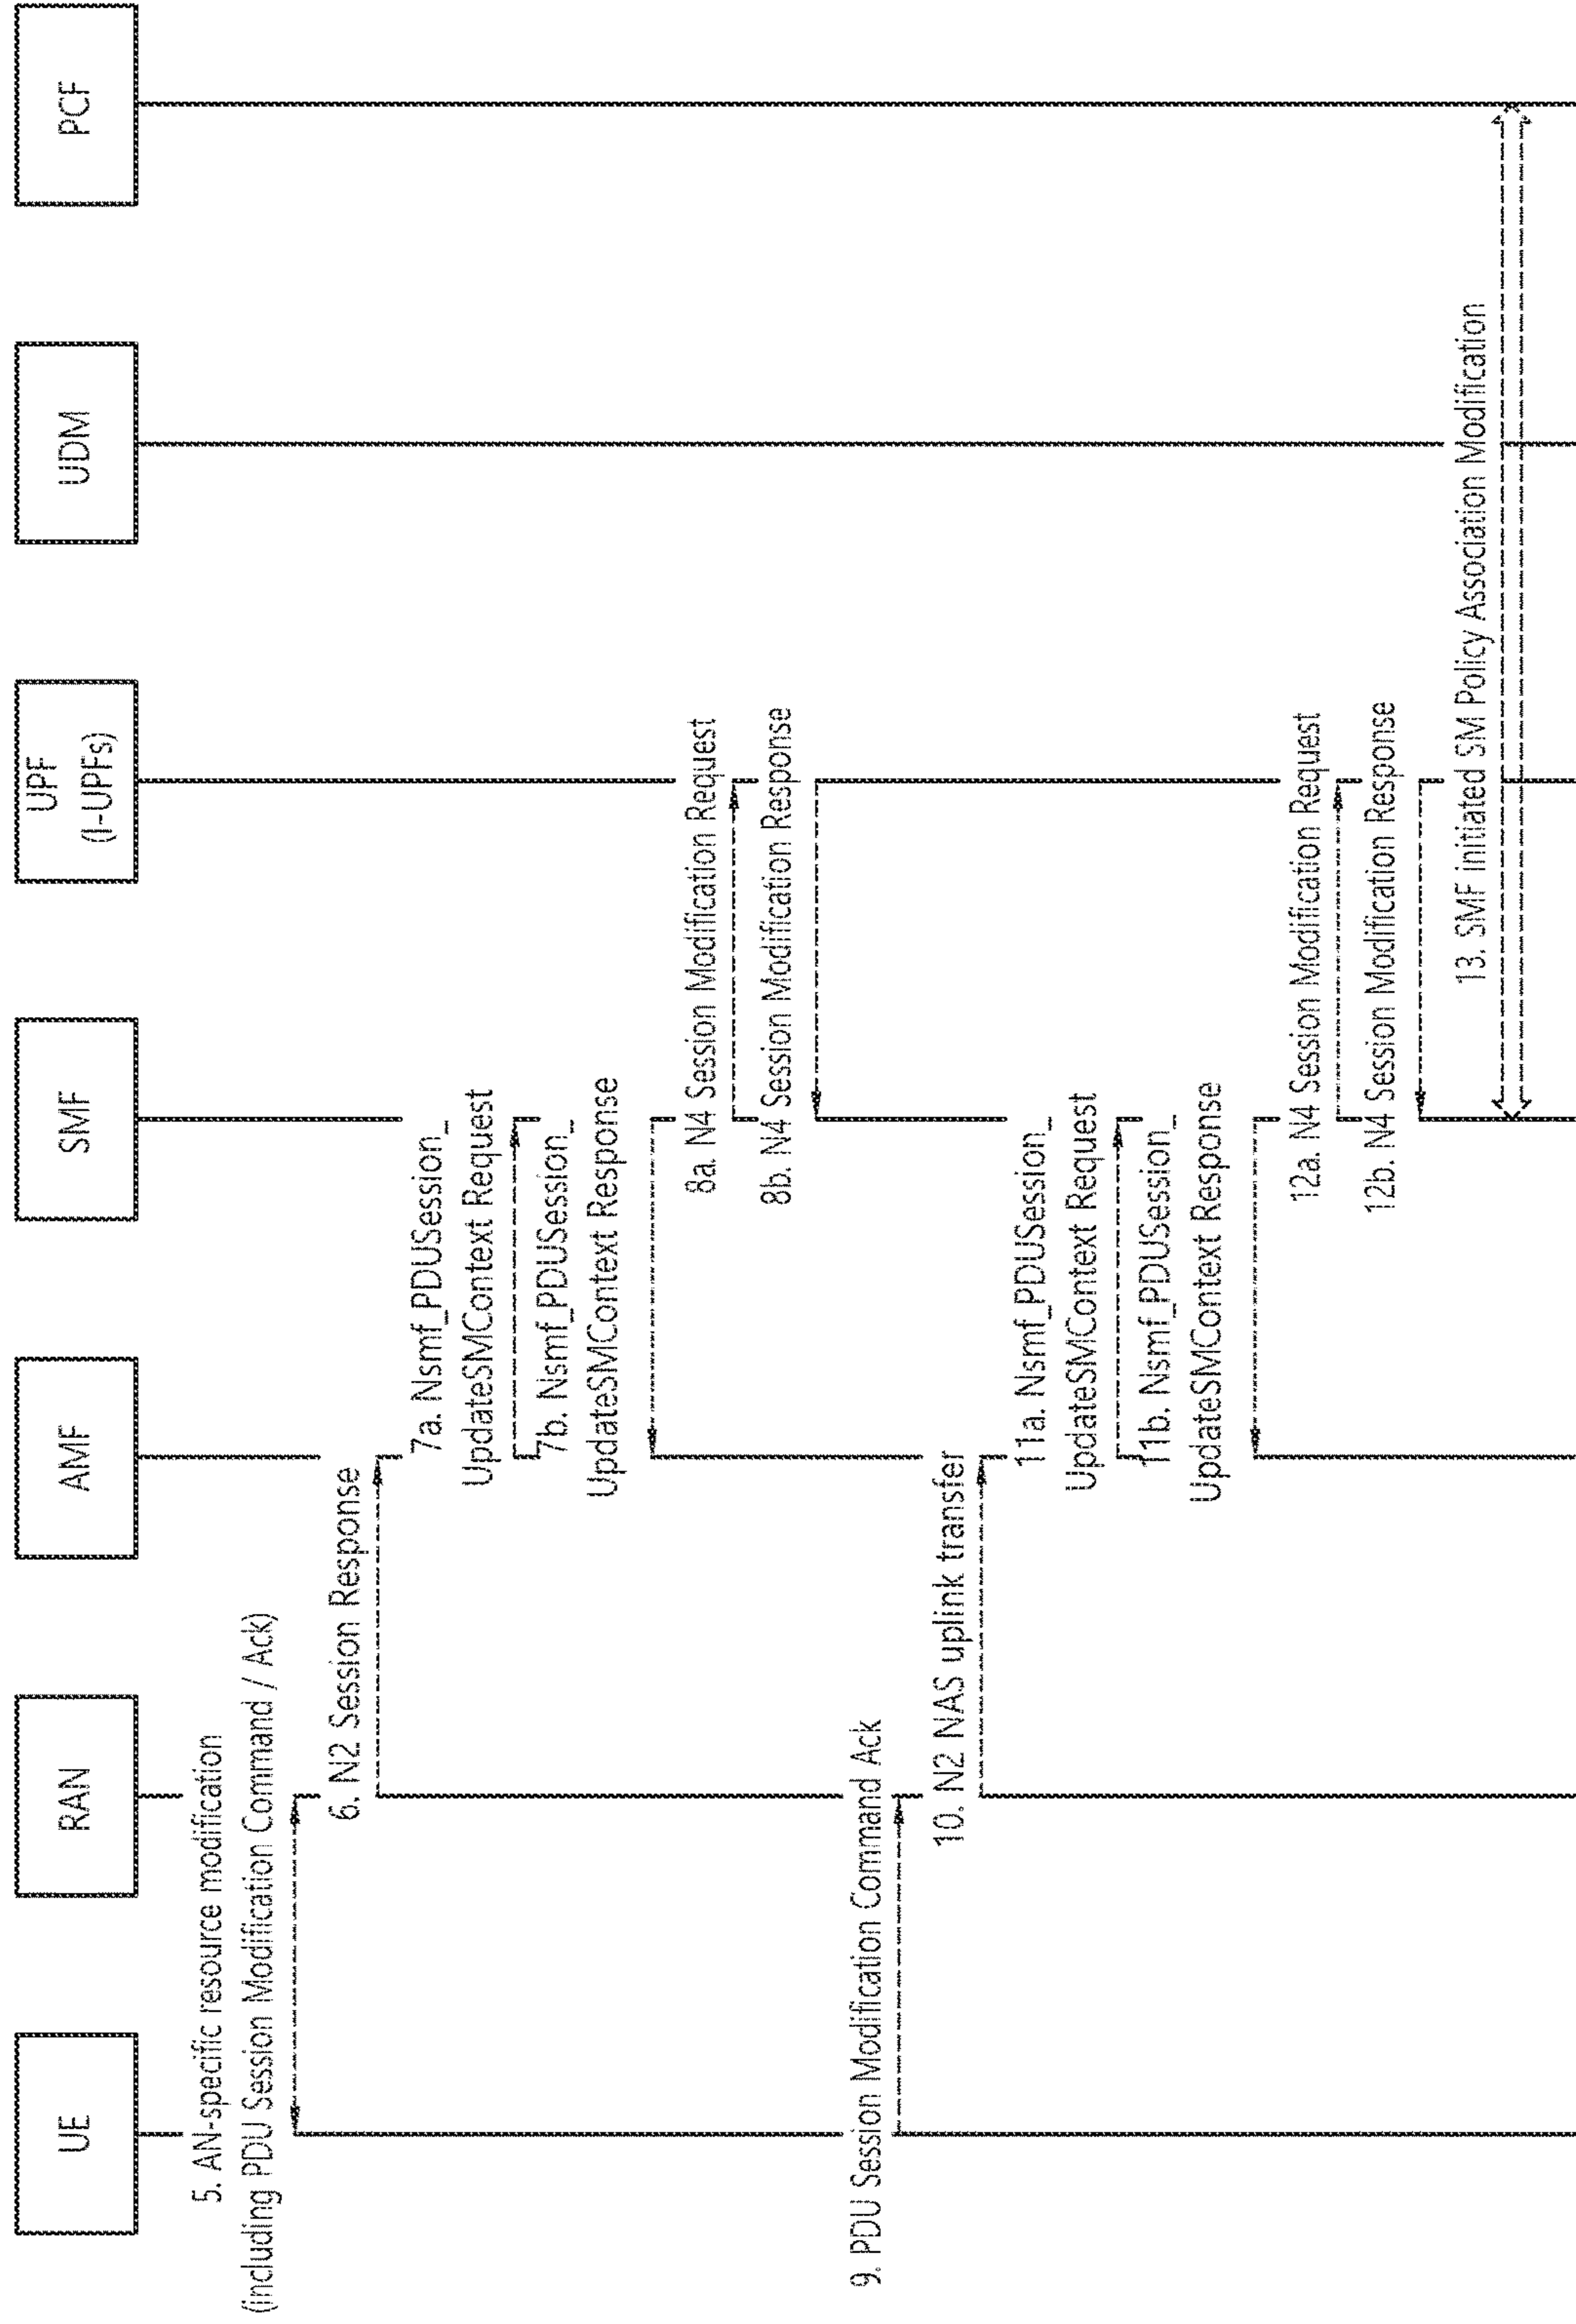 UE
RAN
AMF
SMF
UPF
(I-UPFs)
UDM
PCF
5. AN-specific resource modification
(including PDU Session Modification Command / Ack)
6. N2 Session Response
7a. Nsmf_PDUSession_
UpdateSMContext Request
7b. Nsmf_PDUSession_
UpdateSMContext Response
8a. N4 Session Modification Request
8b. N4 Session Modification Response
9. PDU Session Modification Command Ack
10. N2 NAS uplink transfer
11a. Nsmf_PDUSession_
UpdateSMContext Request
11b. Nsmf_PDUSession_
UpdateSMContext Response
12a. N4 Session Modification Request
12b. N4 Session Modification Response
13. SMF initiated SM Policy Association Modification